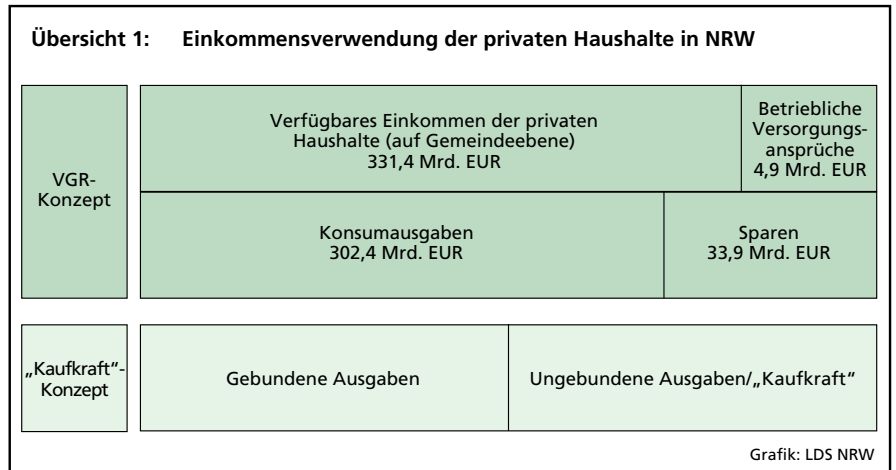 Übersicht 1: Einkommensverwendung der privaten Haushalte in NRW
VGR-
Konzept
Verfügbares Einkommen der privaten
Haushalte (auf Gemeindeebene)
331,4 Mrd. EUR
Betriebliche
Versorgungs-
ansprüche
4,9 Mrd. EUR
Konsumausgaben
302,4 Mrd. EUR
Sparen
33,9 Mrd. EUR
„Kaufkraft“-
Konzept
Gebundene Ausgaben
Ungebundene Ausgaben/„Kaufkraft“
Grafik: LDS NRW